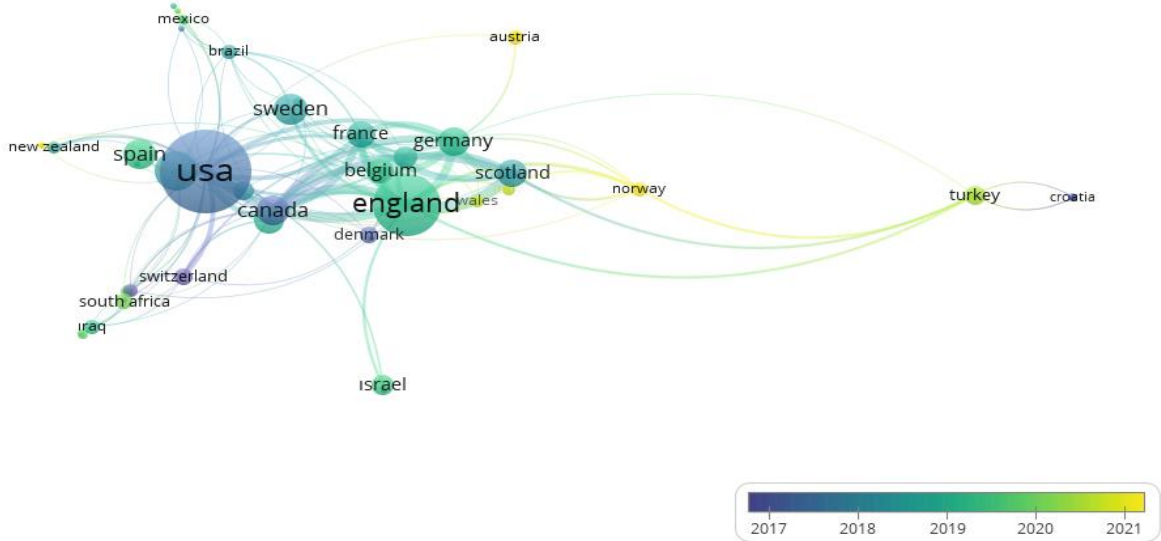 mexico
austria
brazil
sweden
france
germany
new zealand
spain
usa
belgium
scotland
norway
turkey
croatia
england
wales
canada
denmark
switzerland
south africa
ıraq
ısrael
2017 2018 2019 2020 2021